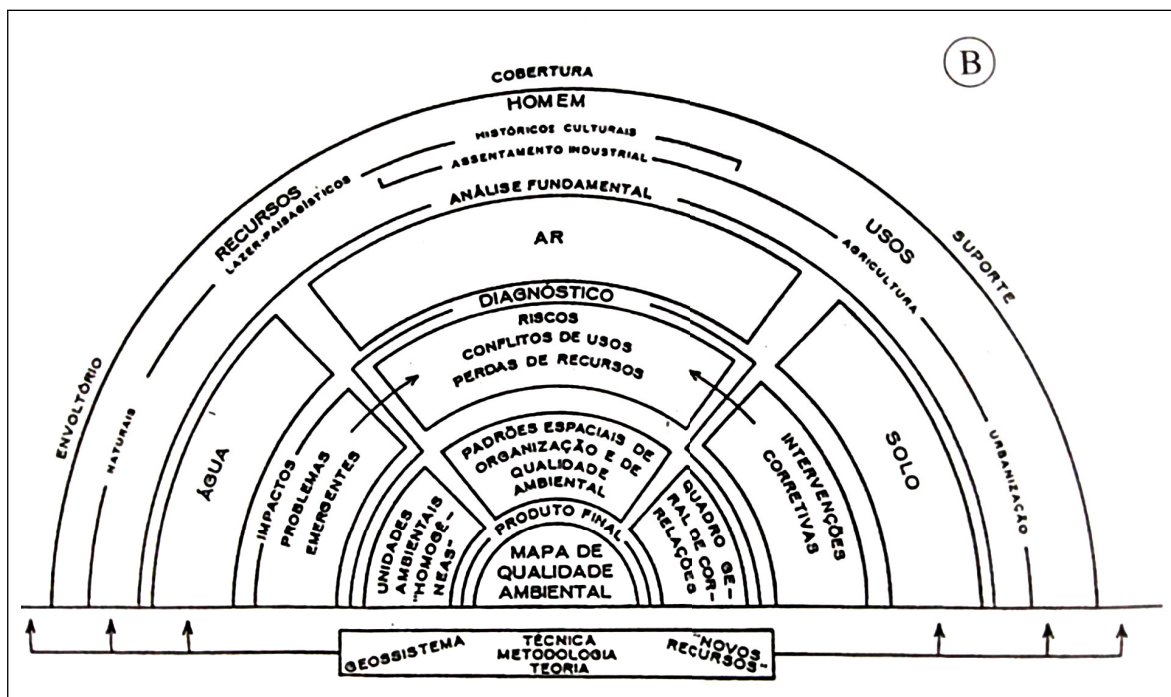 B
COBERTURA
HOMEM
HISTÓRICOS CULTURAIS
ASSENTAMENTO INDUSTRIAL
RECURSOS
LAZER-PAISAGÍSTICOS
ANÁLISE FUNDAMENTAL
USOS
AGRICULTURA
SUPORTE
ENVOLTÓRIO
NATURAIS
URBANIZAÇÃO
AR
ÁGUA
SOLO
DIAGNÓSTICO
RISCOS
CONFLITOS DE USOS
PERDAS DE RECURSOS
IMPACTOS
PROBLEMAS
EMERGENTES
INTERVENÇÕES
CORRETIVAS
PADRÕES ESPACIAIS DE
ORGANIZAÇÃO E DE
QUALIDADE
AMBIENTAL
UNIDADES
AMBIENTAIS
"HOMOGÊ-
NEAS"
QUADRO GE-
RAL DE COR-
RELAÇÕES
PRODUTO FINAL
MAPA DE
QUALIDADE
AMBIENTAL
GEOSSISTEMA
TÉCNICA
METODOLOGIA
TEORIA
"NOVOS
RECURSOS"